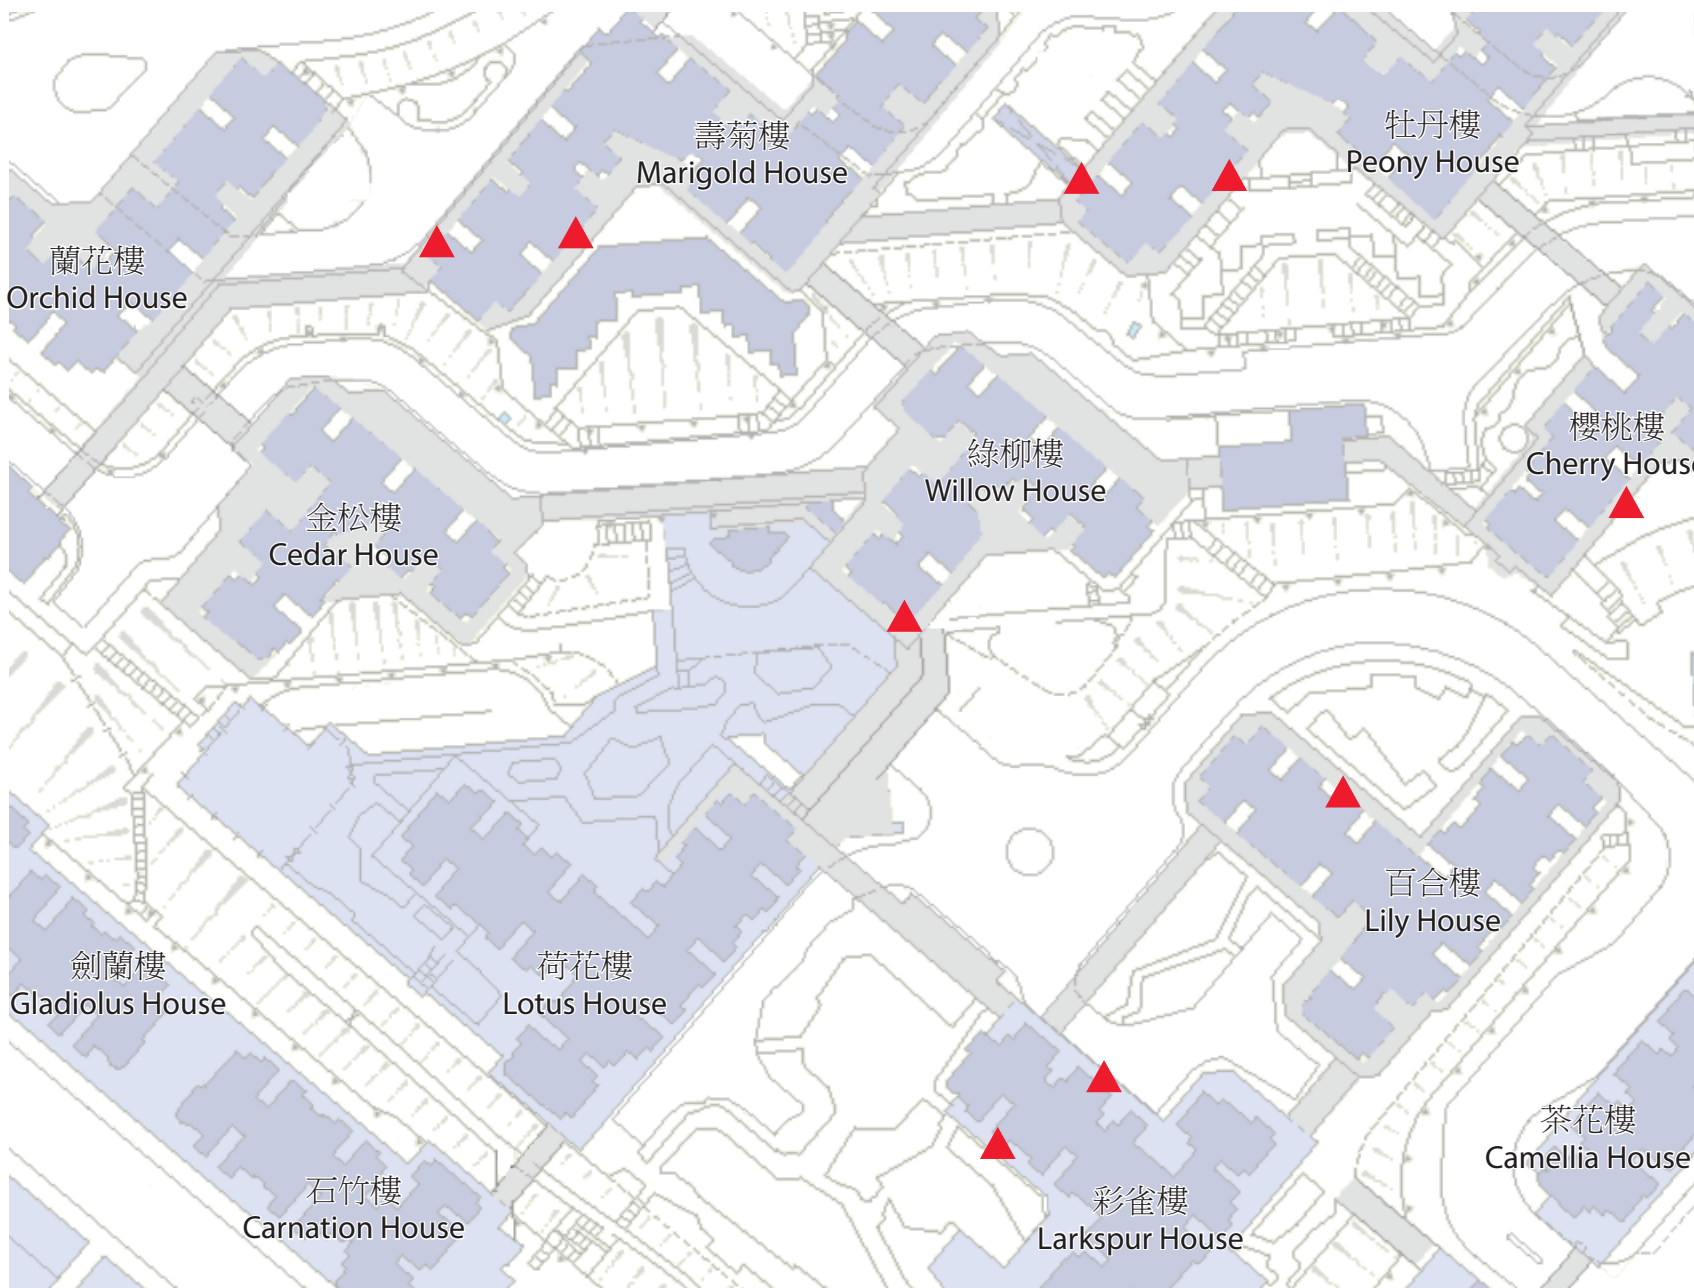 壽菊樓
Marigold House
牡丹樓
Peony House
蘭花樓
Orchid House
櫻桃樓
Cherry House
綠柳樓
Willow House
金松樓
Cedar House
百合樓
Lily House
劍蘭樓
Gladiolus House
荷花樓
Lotus House
茶花樓
Camellia House
石竹樓
Carnation House
彩雀樓
Larkspur House